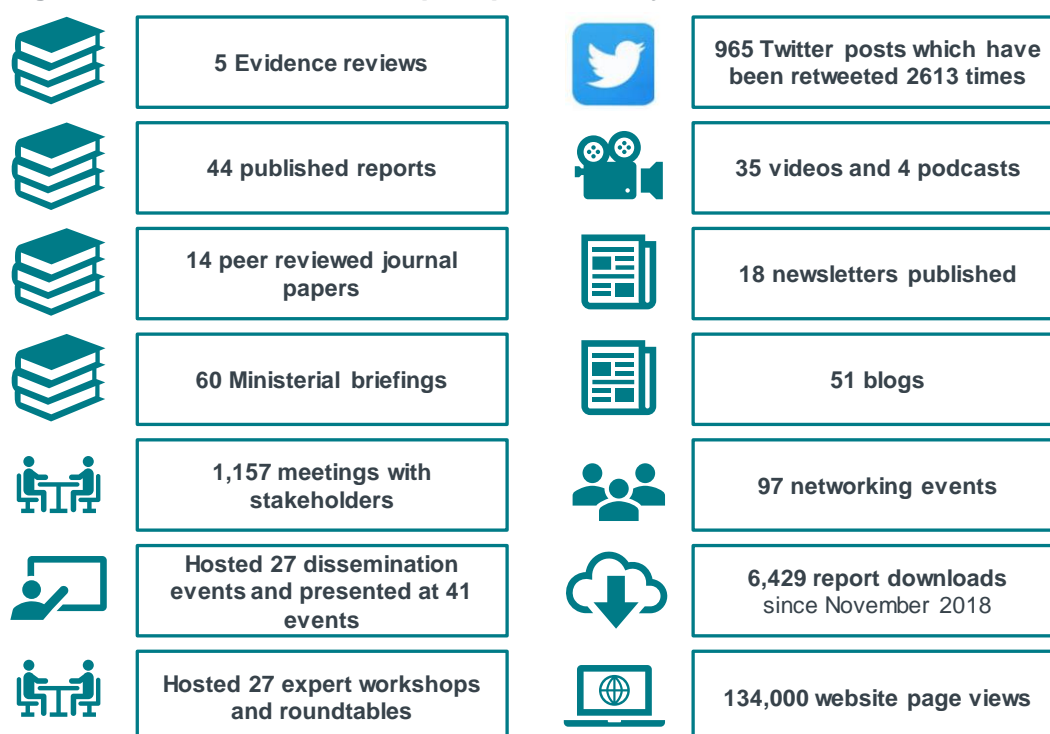 5 Evidence reviews
44 published reports
14 peer reviewed journal
papers
60 Ministerial briefings
1,157 meetings with
stakeholders
Hosted 27 dissemination
events and presented at 41
events
Hosted 27 expert workshops
and roundtables
965 Twitter posts which have
been retweeted 2613 times
35 videos and 4 podcasts
18 newsletters published
51 blogs
97 networking events
6,429 report downloads
since November 2018
134,000 website page views